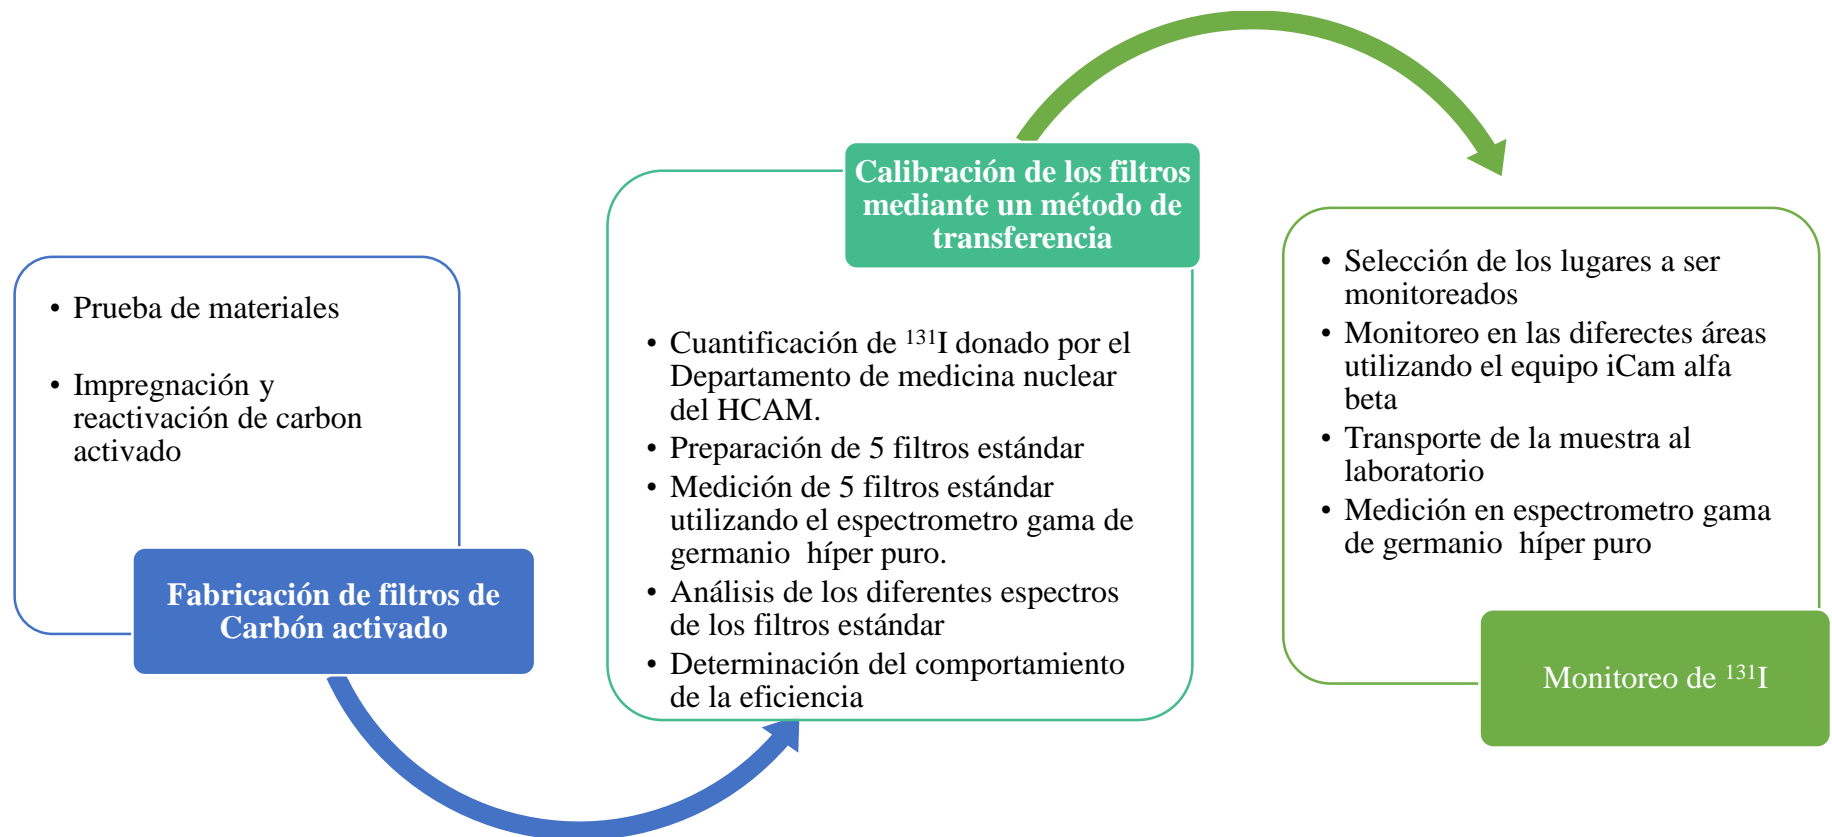 • Prueba de materiales
• Impregnación y
reactivación de carbon
activado
Fabricación de filtros de
Carbón activado
Calibración de los filtros
mediante un método de
transferencia
• Cuantificación de ¹³¹I donado por el
Departamento de medicina nuclear
del HCAM.
• Preparación de 5 filtros estándar
• Medición de 5 filtros estándar
utilizando el espectrometro gama de
germanio híper puro.
• Análisis de los diferentes espectros
de los filtros estándar
• Determinación del comportamiento
de la eficiencia
• Selección de los lugares a ser
monitoreados
• Monitoreo en las diferectes áreas
utilizando el equipo iCam alfa
beta
• Transporte de la muestra al
laboratorio
• Medición en espectrometro gama
de germanio híper puro
Monitoreo de ¹³¹I